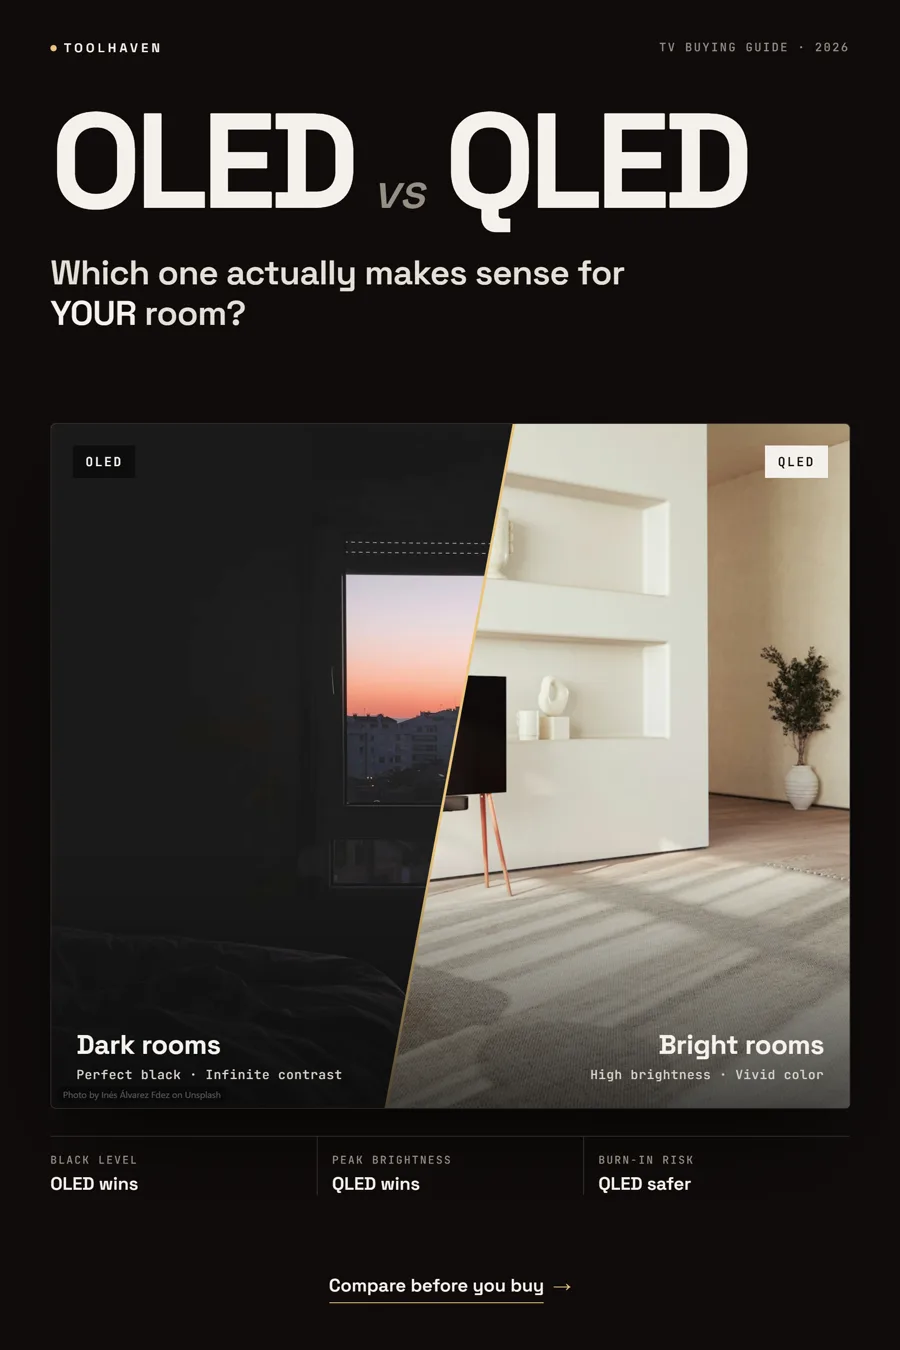 TOOLHAVEN
TV BUYING GUIDE · 2026
OLED vs QLED
Which one actually makes sense for
YOUR room?
OLED
QLED
Dark rooms
Perfect black · Infinite contrast
Photo by Inés Álvarez Fdez on Unsplash
Bright rooms
High brightness · Vivid color
BLACK LEVEL
OLED wins
PEAK BRIGHTNESS
QLED wins
BURN-IN RISK
QLED safer
Compare before you buy →